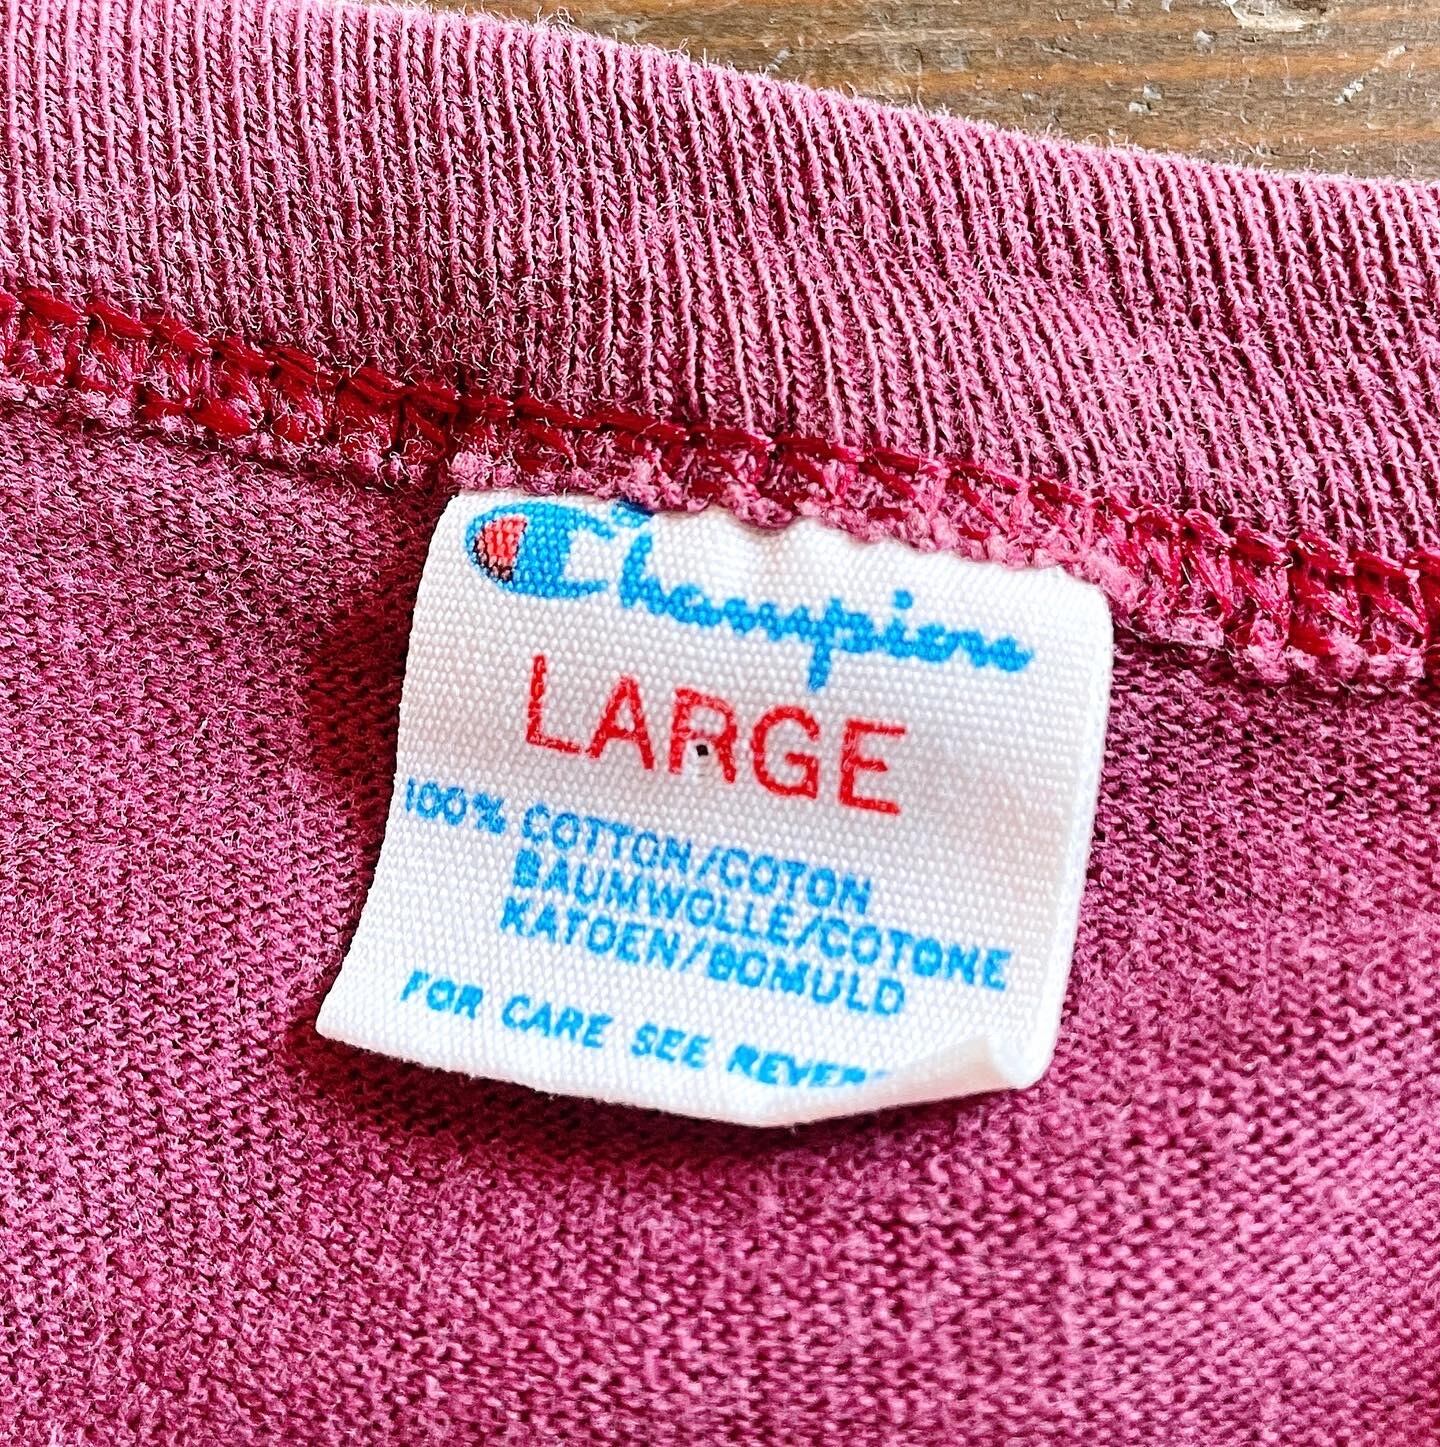 Champion
LARGE
100% COTTON/COTON
BAUMWOLLE/COTONE
KATOEN/BOMULD
FOR CARE SEE